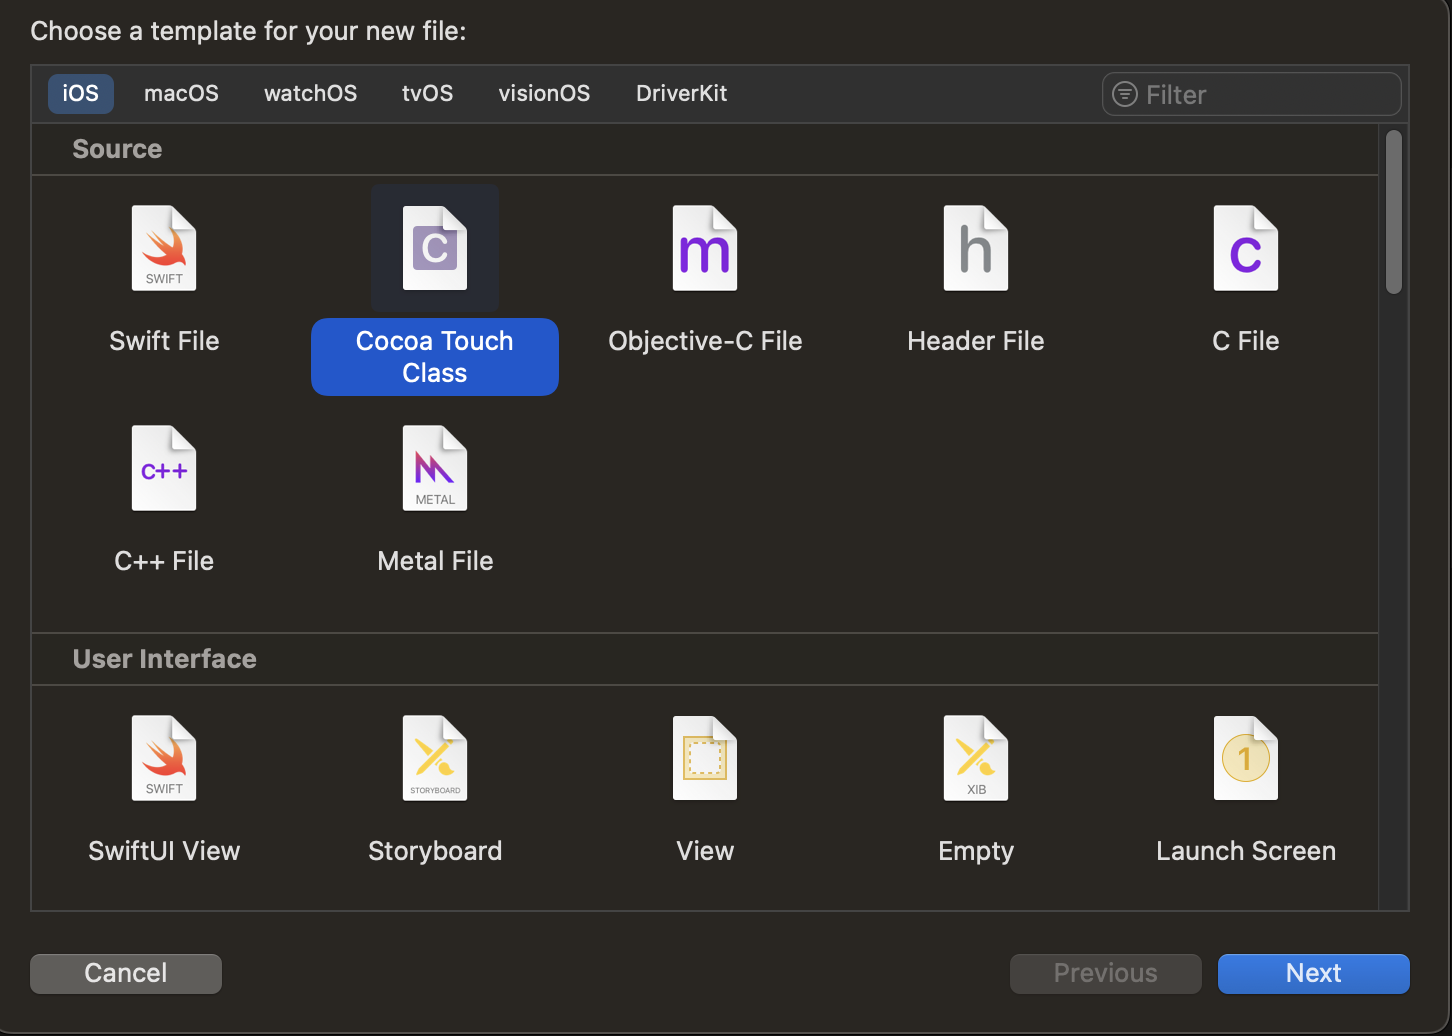 Choose a template for your new file:
iOS macOS watchOS tvOS visionOS DriverKit Filter
Source
SWIFT C m h c
Swift File Cocoa Touch Class Objective-C File Header File C File
C++ METAL
C++ File Metal File
User Interface
SWIFT STORYBOARD XIB 1
SwiftUI View Storyboard View Empty Launch Screen
Cancel Previous Next